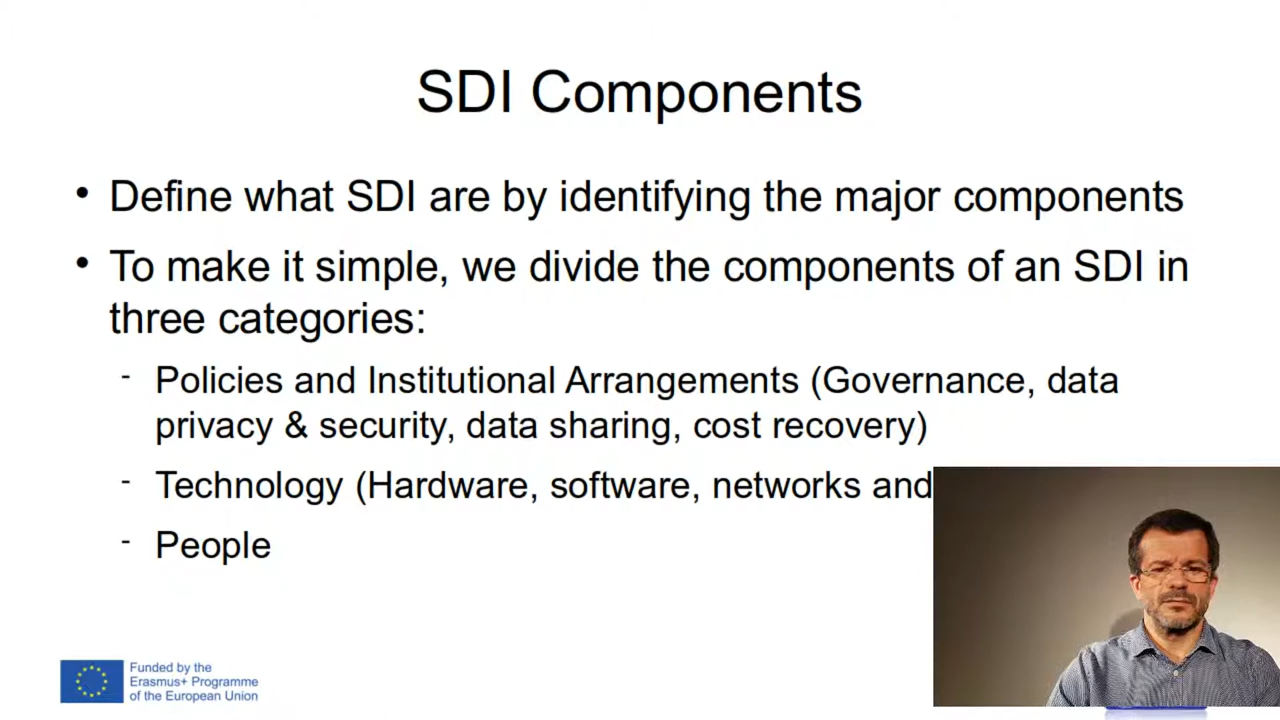 SDI Components
• Define what SDI are by identifying the major components
• To make it simple, we divide the components of an SDI in
three categories:
- Policies and Institutional Arrangements (Governance, data
privacy & security, data sharing, cost recovery)
- Technology (Hardware, software, networks and
- People
Funded by the
Erasmus+ Programme
of the European Union